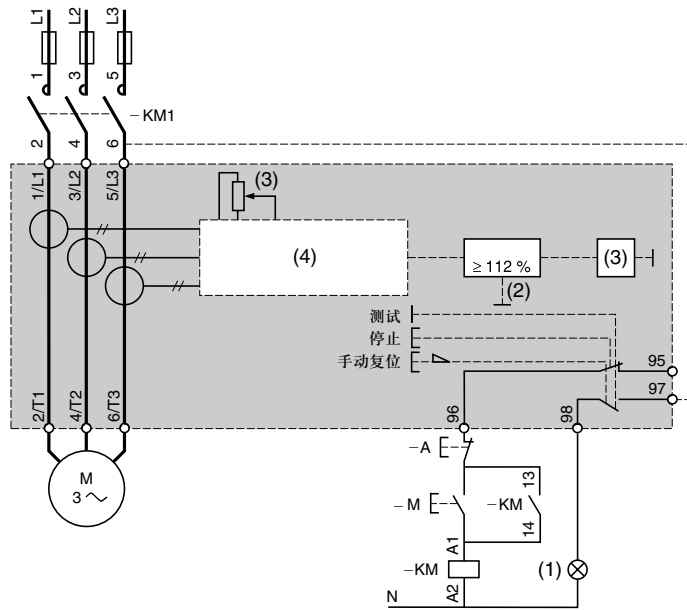 L1
L2
L3
1
3
5
–KM1
2
4
6
1/L1
3/L2
5/L3
(3)
(4)
≥ 112 %
(3)
(2)
测试
停止
手动复位
95
97
2/T1
4/T2
6/T3
96
98
–A
M
3
–M
–KM
13
14
A1
–KM
A2
(1)
N